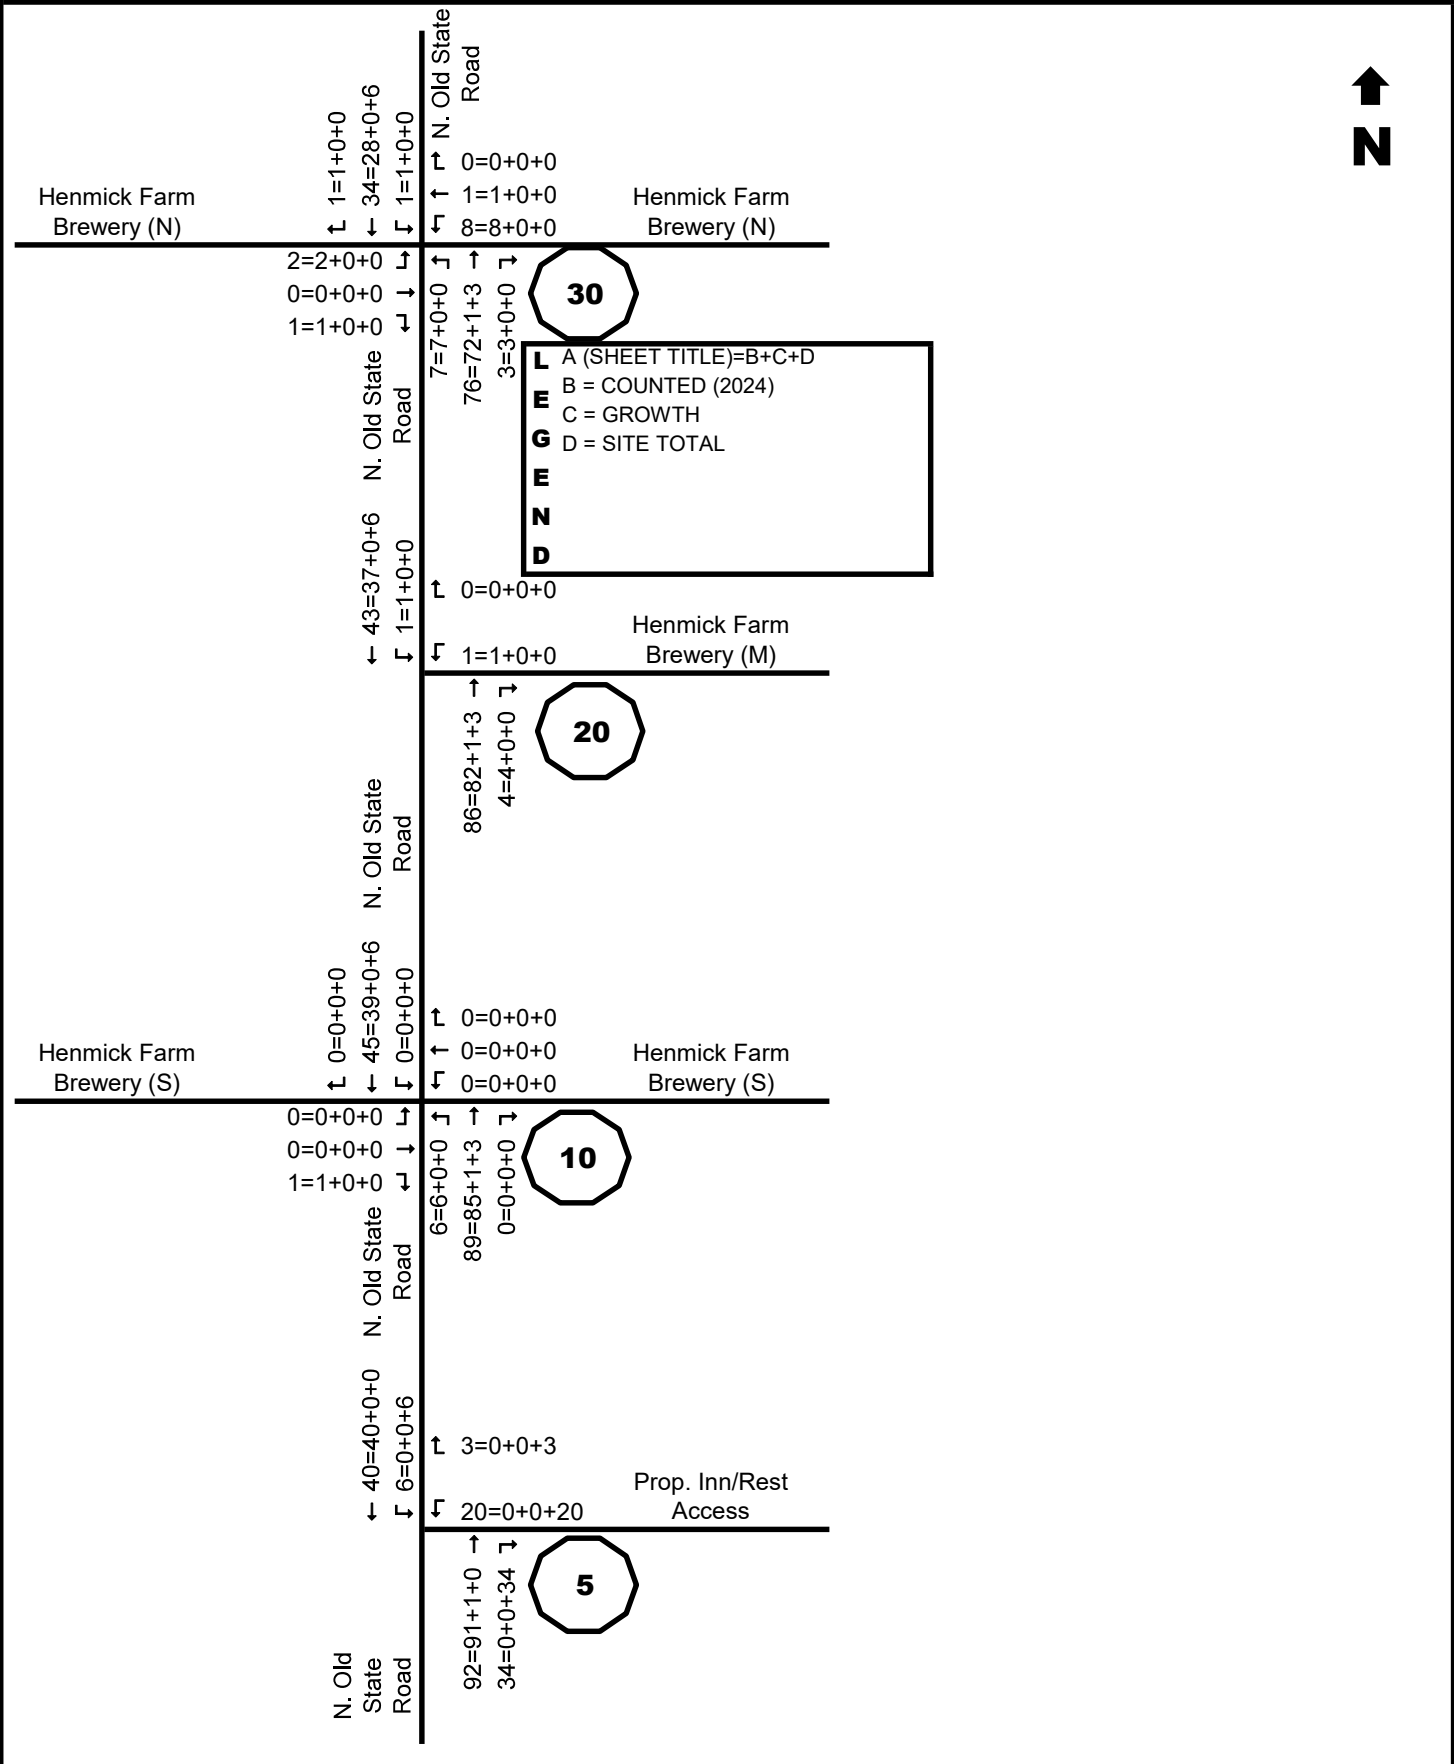 N. Old State
Road
N
1=1+0+0
34=28+0+6
1=1+0+0
0=0+0+0
1=1+0+0
8=8+0+0
Henmick Farm
Brewery (N)
Henmick Farm
Brewery (N)
2=2+0+0
0=0+0+0
1=1+0+0
7=7+0+0
76=72+1+3
3=3+0+0
30
N. Old State
Road
LEGEND
A (SHEET TITLE)=B+C+D
B = COUNTED (2024)
C = GROWTH
D = SITE TOTAL
43=37+0+6
1=1+0+0
0=0+0+0
1=1+0+0
Henmick Farm
Brewery (M)
86=82+1+3
4=4+0+0
20
N. Old State
Road
0=0+0+0
45=39+0+6
0=0+0+0
0=0+0+0
0=0+0+0
0=0+0+0
Henmick Farm
Brewery (S)
Henmick Farm
Brewery (S)
0=0+0+0
0=0+0+0
1=1+0+0
6=6+0+0
89=85+1+3
0=0+0+0
10
N. Old State
Road
40=40+0+0
6=0+0+6
3=0+0+3
20=0+0+20
Prop. Inn/Rest
Access
92=91+1+0
34=0+0+34
5
N. Old
State
Road